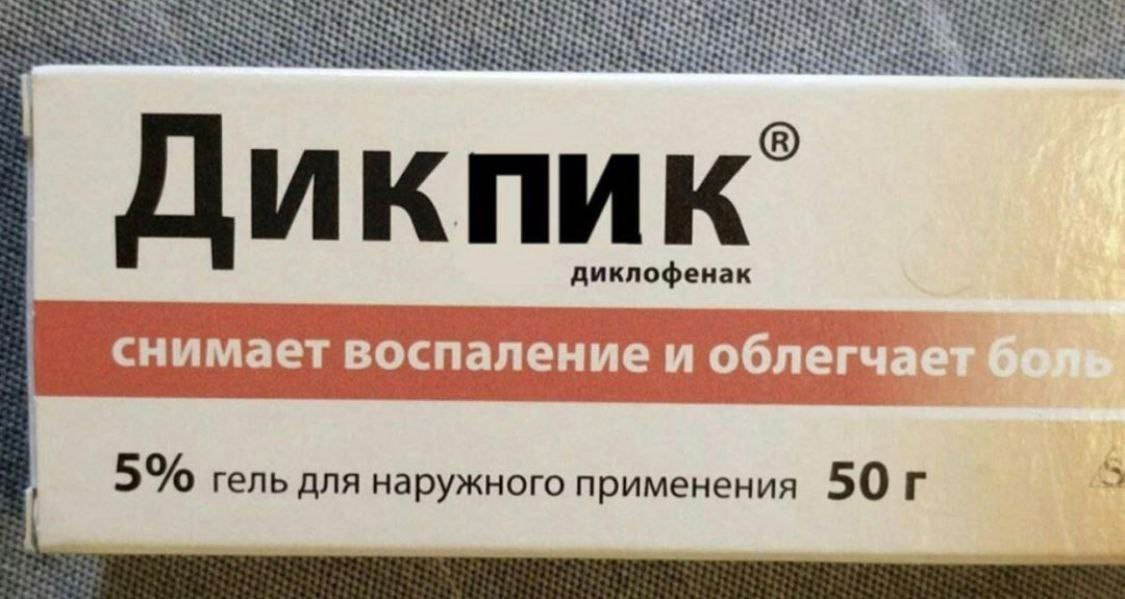 Дикпик®
диклофенак
снимает воспаление и облегчает боль
5% гель для наружного применения 50 г